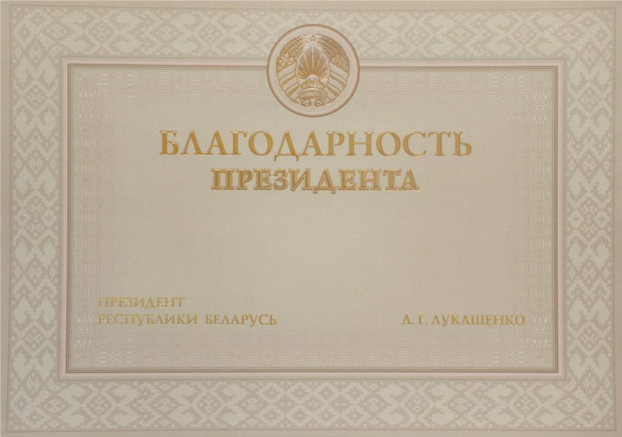 БЛАГОДАРНОСТЬ
ПРЕЗИДЕНТА
ПРЕЗИДЕНТ
РЕСПУБЛИКИ БЕЛАРУСЬ А. Г. ЛУКАШЕНКО